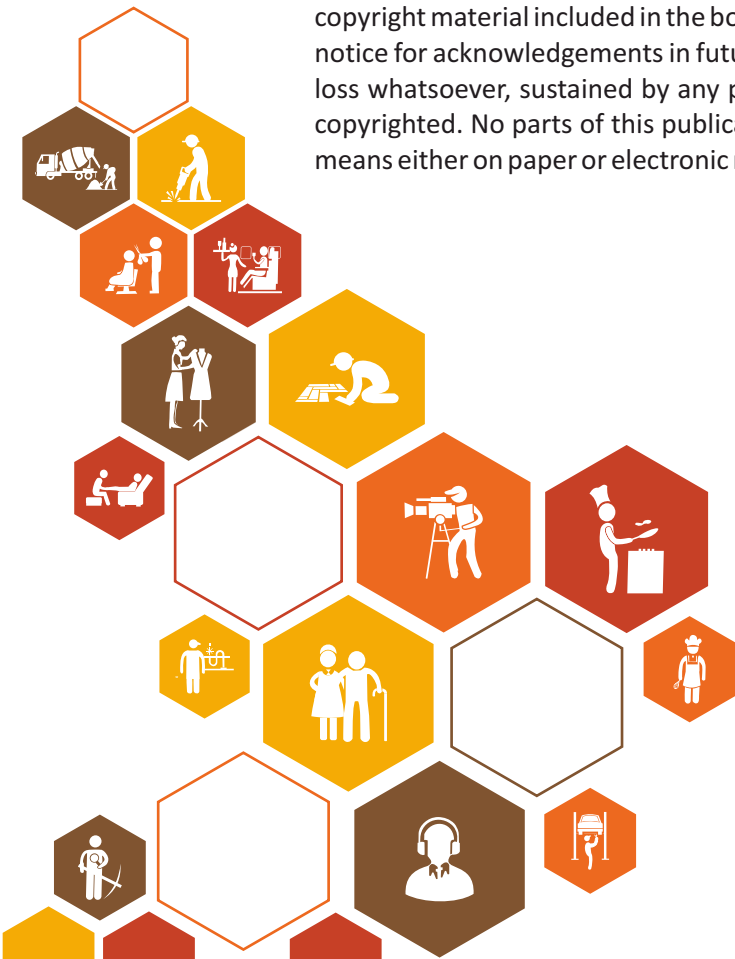 copyright material included in the bo
notice for acknowledgements in futu
loss whatsoever, sustained by any p
copyrighted. No parts of this publica
means either on paper or electronic